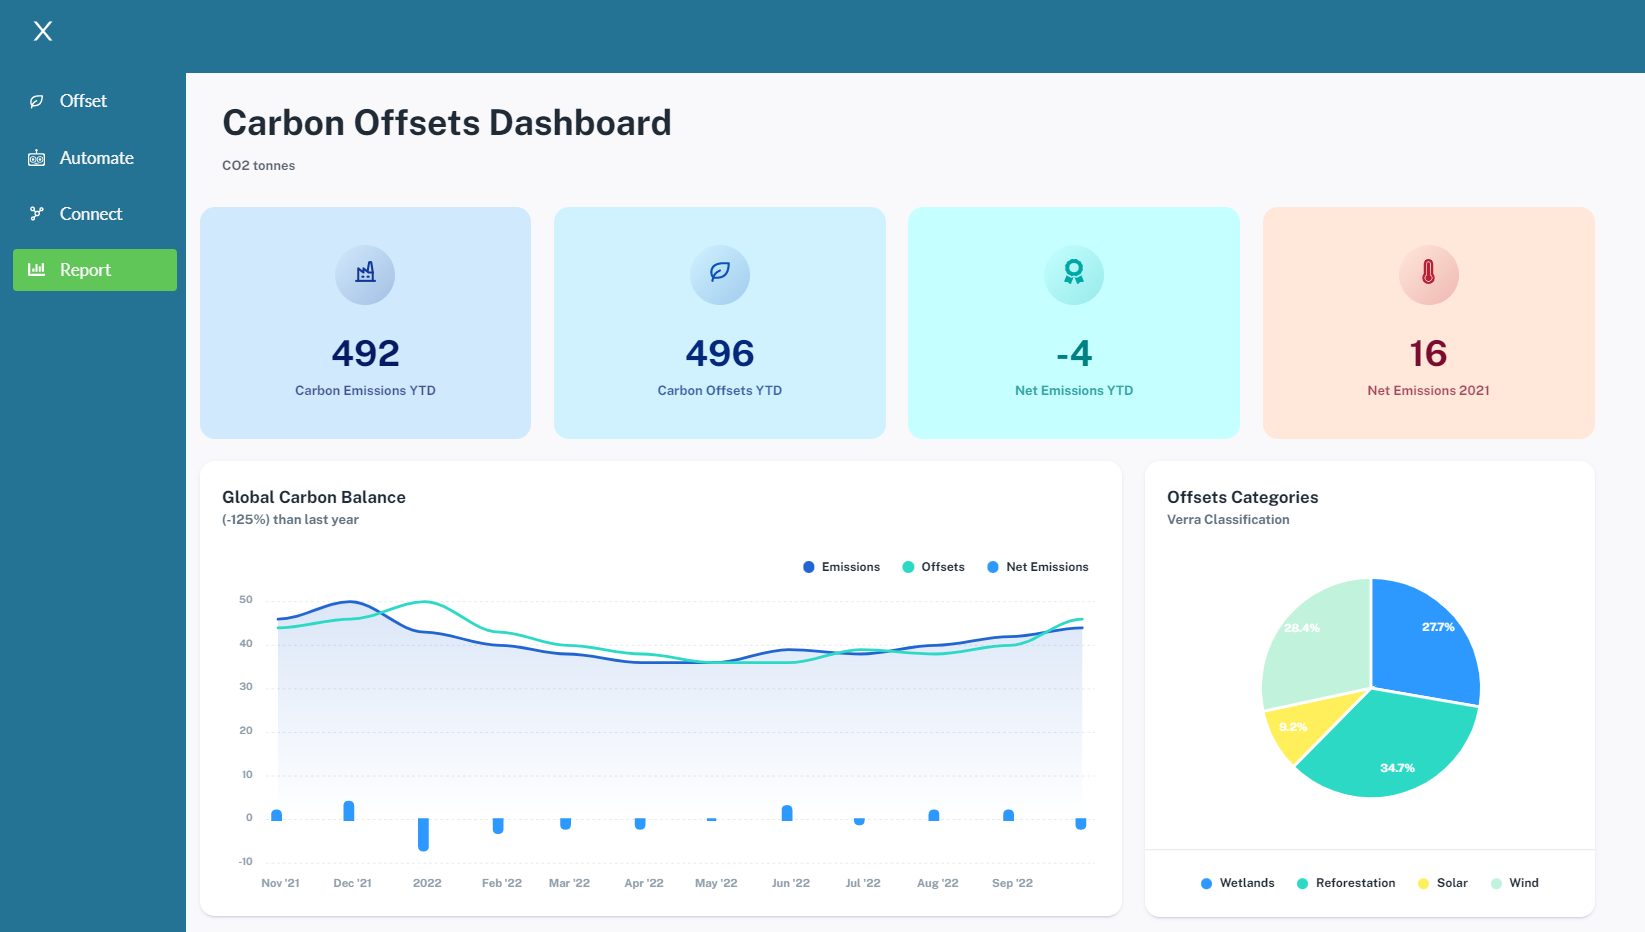 X
Offset
Automate
Connect
Report
Carbon Offsets Dashboard
CO2 tonnes
492
Carbon Emissions YTD
496
Carbon Offsets YTD
-4
Net Emissions YTD
16
Net Emissions 2021
Global Carbon Balance
(-125%) than last year
Emissions Offsets Net Emissions
50
40
30
20
10
0
-10
Nov '21 Dec '21 2022 Feb '22 Mar '22 Apr '22 May '22 Jun '22 Jul '22 Aug '22 Sep '22
Offsets Categories
Verra Classification
28.4%
27.7%
9.2%
34.7%
Wetlands Reforestation Solar Wind